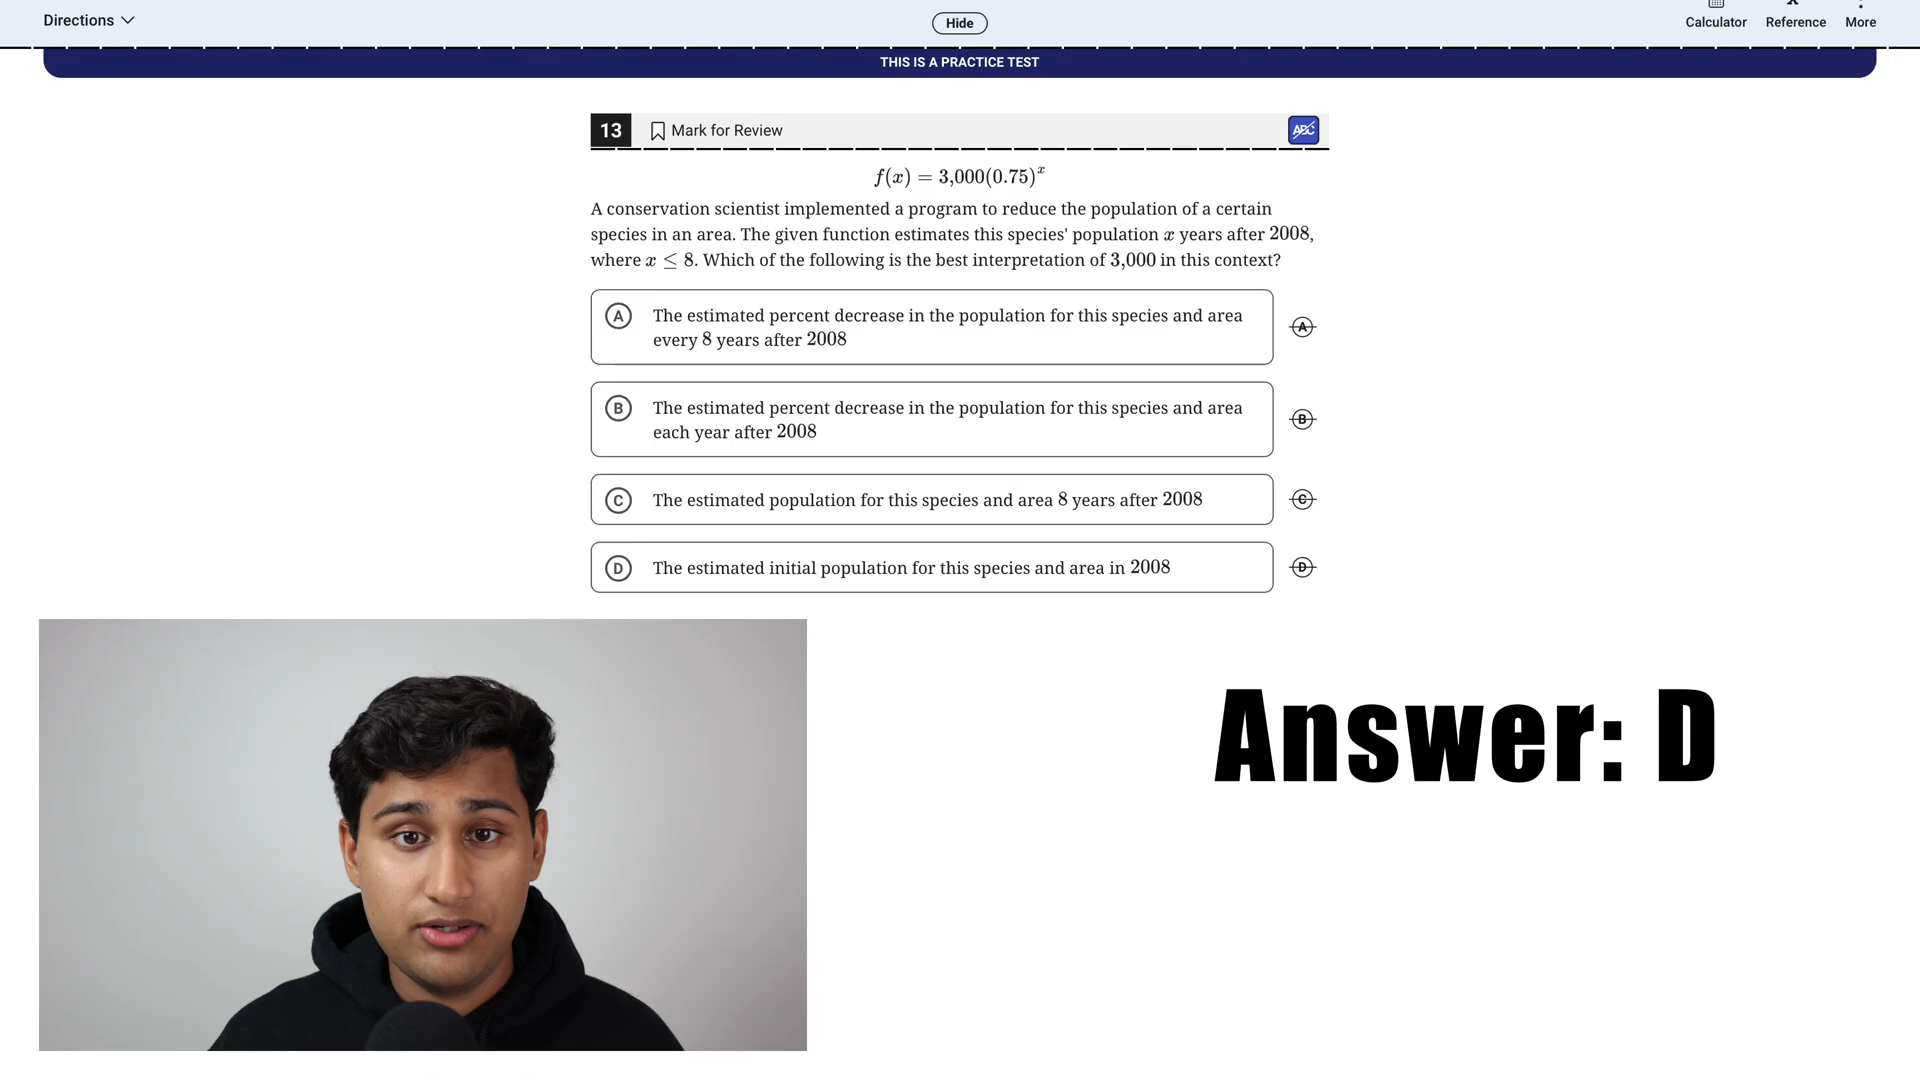 Directions
Hide
Calculator
Reference
More
THIS IS A PRACTICE TEST
13
Mark for Review
ABC
f(x) = 3,000(0.75)^x
A conservation scientist implemented a program to reduce the population of a certain
species in an area. The given function estimates this species' population x years after 2008,
where x ≤ 8. Which of the following is the best interpretation of 3,000 in this context?
A The estimated percent decrease in the population for this species and area
every 8 years after 2008
A
B The estimated percent decrease in the population for this species and area
each year after 2008
B
C The estimated population for this species and area 8 years after 2008
C
D The estimated initial population for this species and area in 2008
D
Answer: D